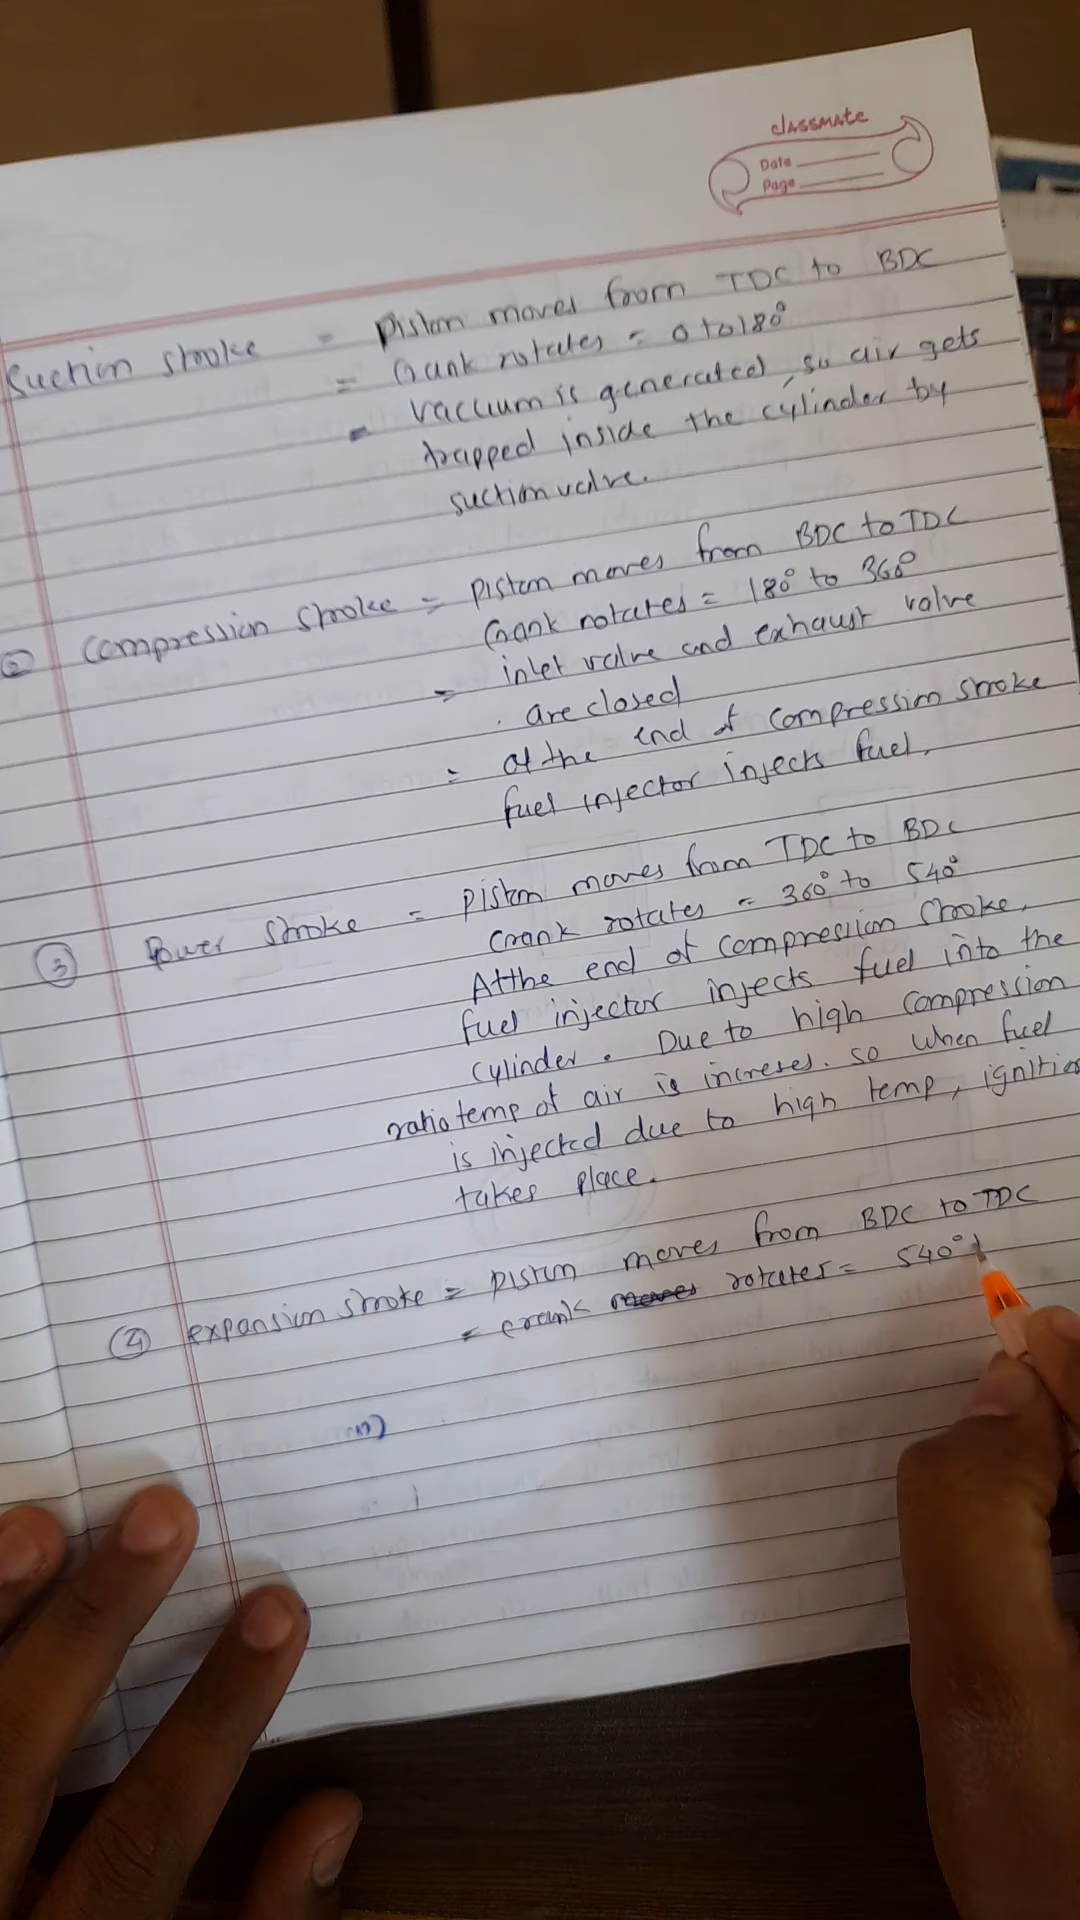 classmate
Date
Page
Suction stroke = piston moves from TDC to BDC
= Crank rotates = 0 to 180°
= vaccium is generated, so air gets
trapped inside the cylinder by
suction valve.
② compression stroke = piston moves from BDC to TDC
Crank rotates = 180° to 360°
= inlet valve and exhaust valve
. are closed
= at the end of compression stroke
fuel injector injects fuel.
③ Power stroke = piston moves from TDC to BDC
Crank rotates = 360° to 540°
At the end of compression stroke,
fuel injector injects fuel into the
cylinder. Due to high compression
ratio temp of air is increses. so when fuel
is injected due to high temp, ignition
takes place.
④ expansion stroke = piston moves from BDC to TDC
= crank moves rotates = 540°